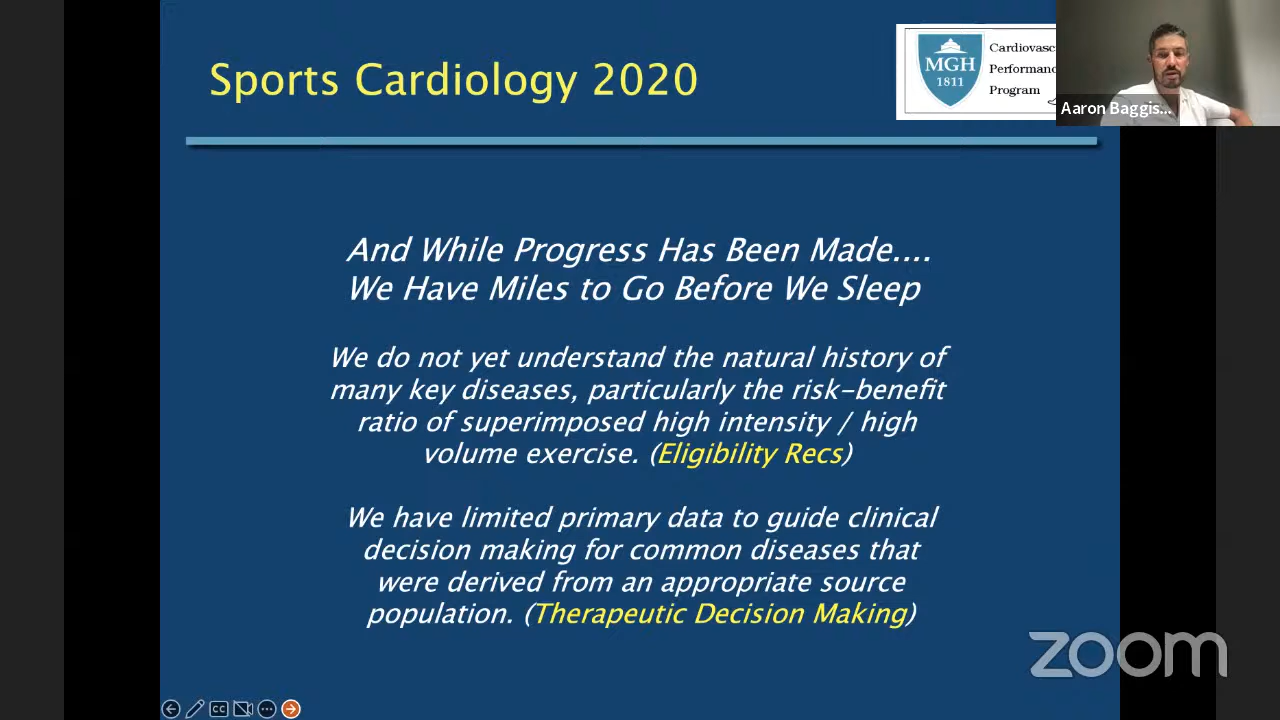 Sports Cardiology 2020
MGH
1811
Cardiovasc
Performanc
Program
Aaron Baggis...
And While Progress Has Been Made....
We Have Miles to Go Before We Sleep
We do not yet understand the natural history of
many key diseases, particularly the risk-benefit
ratio of superimposed high intensity / high
volume exercise. (Eligibility Recs)
We have limited primary data to guide clinical
decision making for common diseases that
were derived from an appropriate source
population. (Therapeutic Decision Making)
zoom
CC